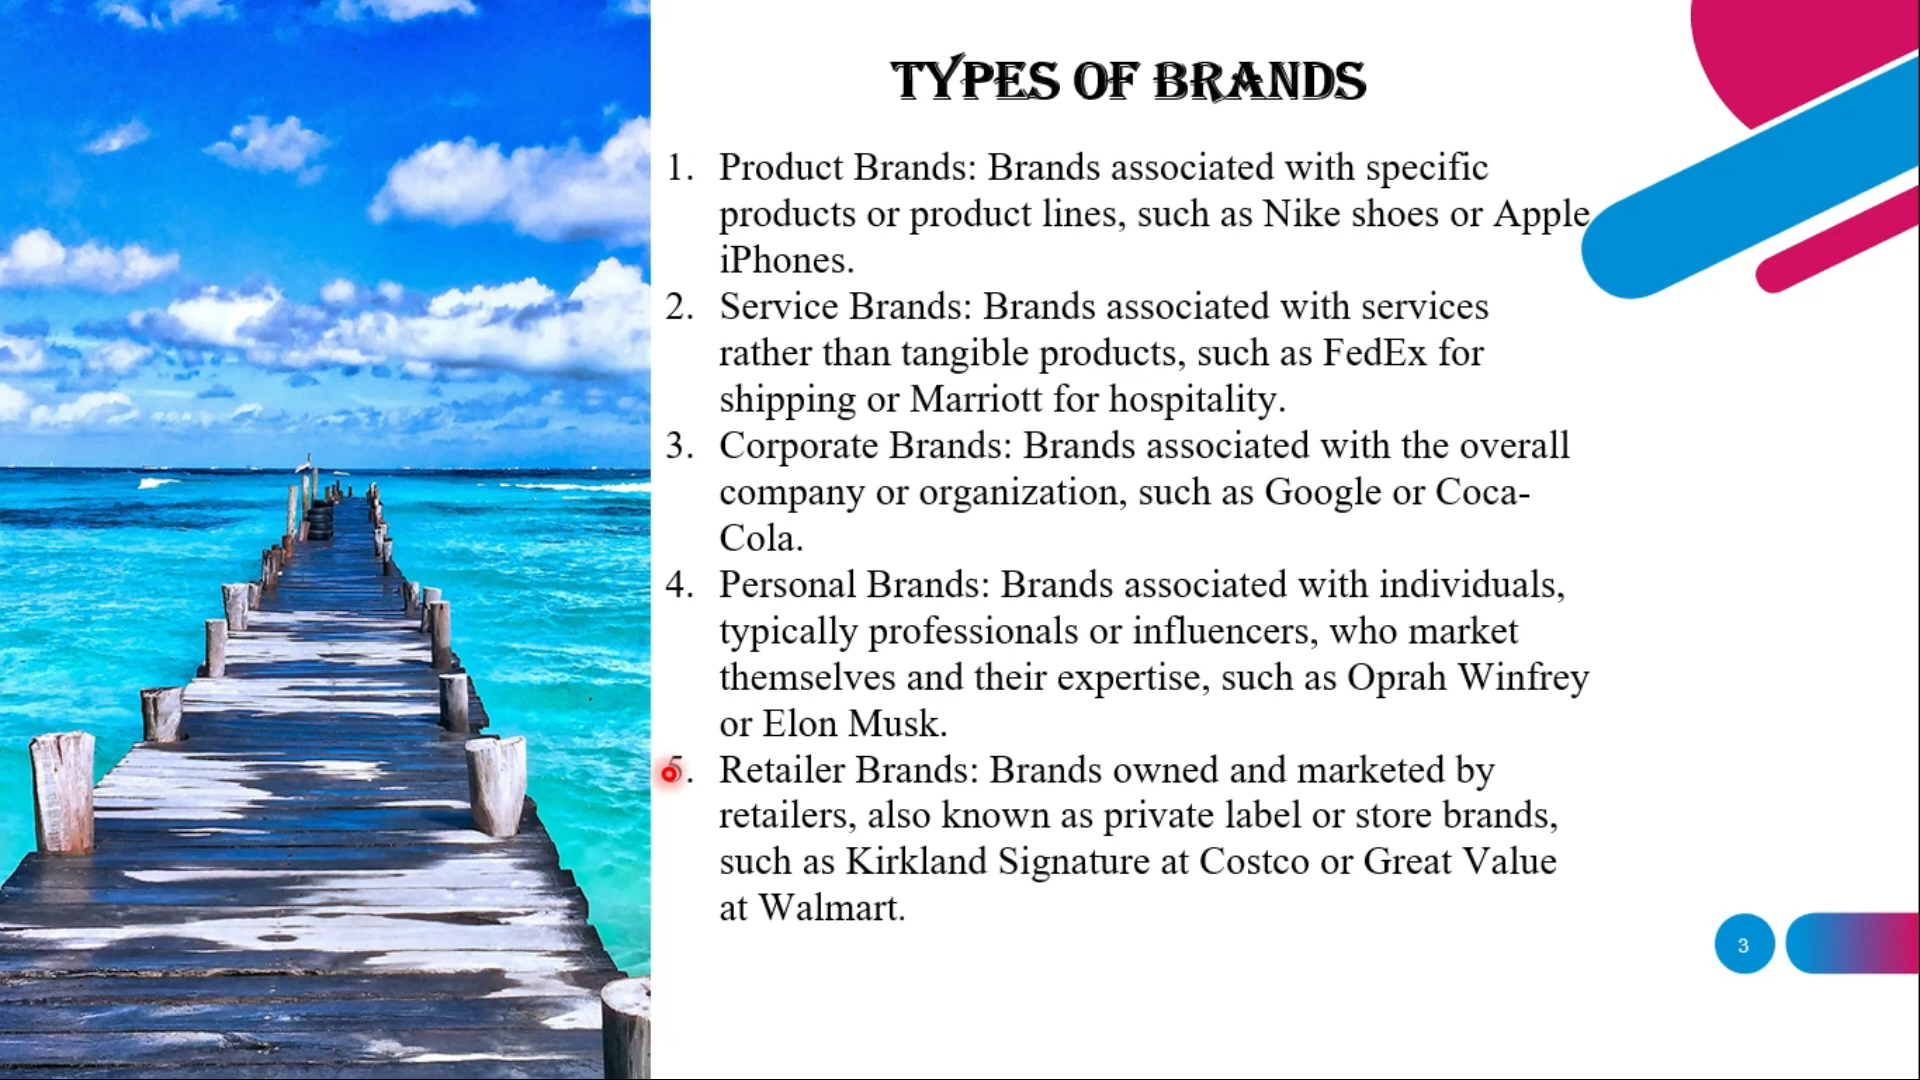 TYPES OF BRANDS
1. Product Brands: Brands associated with specific
products or product lines, such as Nike shoes or Apple
iPhones.
2. Service Brands: Brands associated with services
rather than tangible products, such as FedEx for
shipping or Marriott for hospitality.
3. Corporate Brands: Brands associated with the overall
company or organization, such as Google or Coca-
Cola.
4. Personal Brands: Brands associated with individuals,
typically professionals or influencers, who market
themselves and their expertise, such as Oprah Winfrey
or Elon Musk.
5. Retailer Brands: Brands owned and marketed by
retailers, also known as private label or store brands,
such as Kirkland Signature at Costco or Great Value
at Walmart.
3